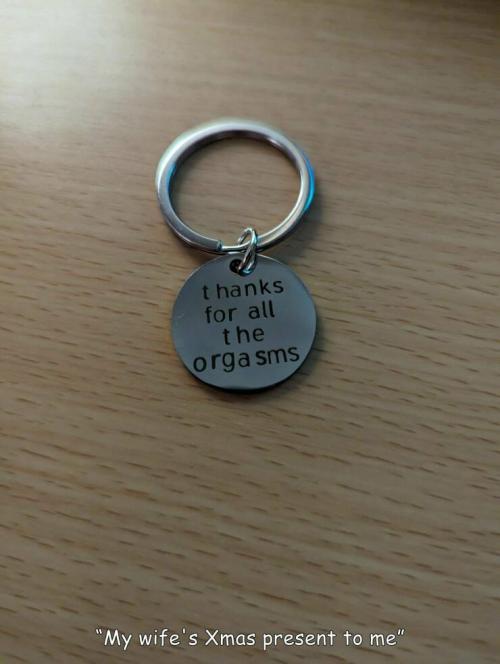 thanks
for all
the
orgasms
"My wife's Xmas present to me"